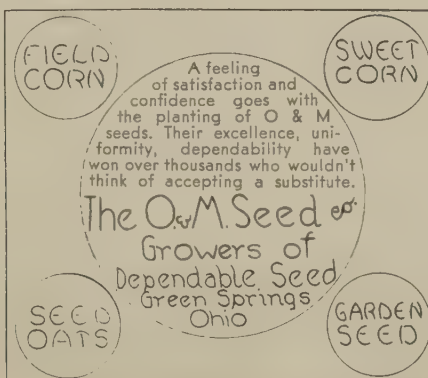 FIELD
CORN
SWEET
CORN
A feeling
of satisfaction and
confidence goes with
the planting of O & M
seeds. Their excellence, uni-
formity, dependability have
won over thousands who wouldn't
think of accepting a substitute.
The O. & M. Seed Co.
Growers of
Dependable Seed
Green Springs
Ohio
SEED
OATS
GARDEN
SEED